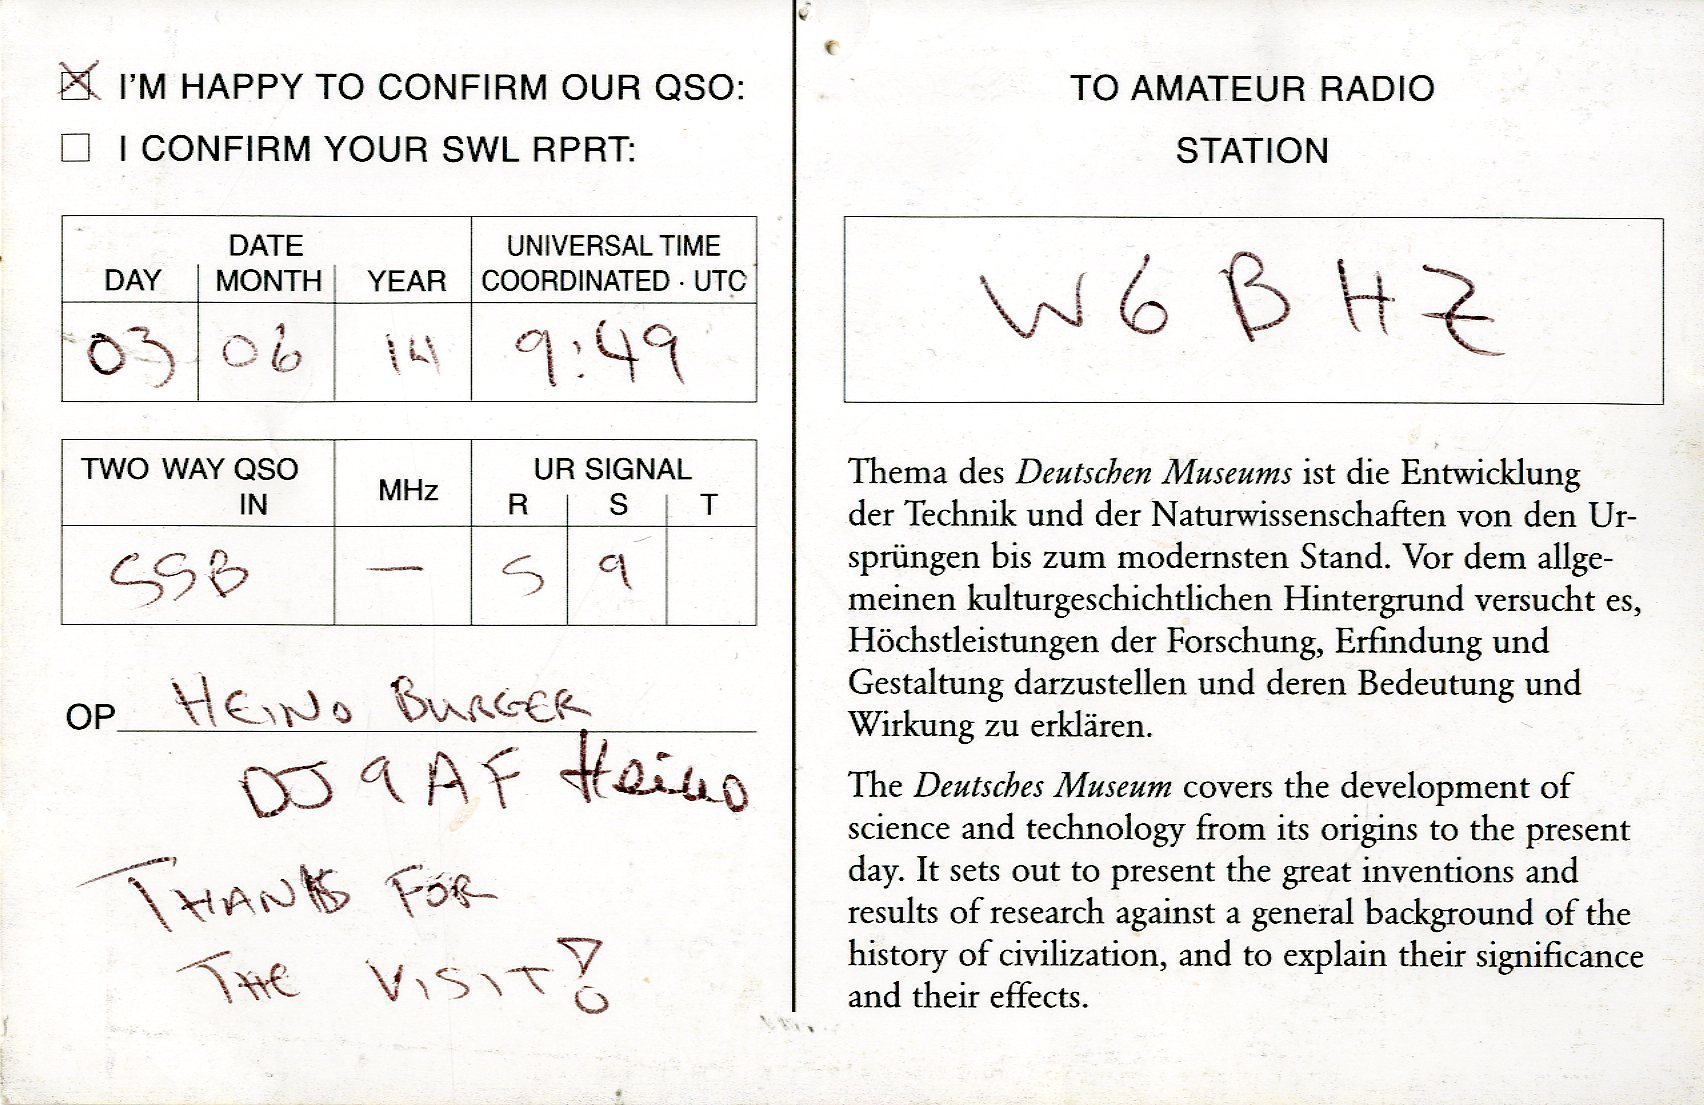 I'M HAPPY TO CONFIRM OUR QSO:
I CONFIRM YOUR SWL RPRT:
DATE
DAY MONTH YEAR
UNIVERSAL TIME
COORDINATED · UTC
03 06 14 9:49
TWO WAY QSO
IN
MHz
UR SIGNAL
R S T
SSB — 5 9
OP HEINO BURGER
DJ9AF Heino
THANKS FOR
THE VISIT!
TO AMATEUR RADIO
STATION
W6BHZ
Thema des Deutschen Museums ist die Entwicklung
der Technik und der Naturwissenschaften von den Ur-
sprüngen bis zum modernsten Stand. Vor dem allge-
meinen kulturgeschichtlichen Hintergrund versucht es,
Höchstleistungen der Forschung, Erfindung und
Gestaltung darzustellen und deren Bedeutung und
Wirkung zu erklären.
The Deutsches Museum covers the development of
science and technology from its origins to the present
day. It sets out to present the great inventions and
results of research against a general background of the
history of civilization, and to explain their significance
and their effects.